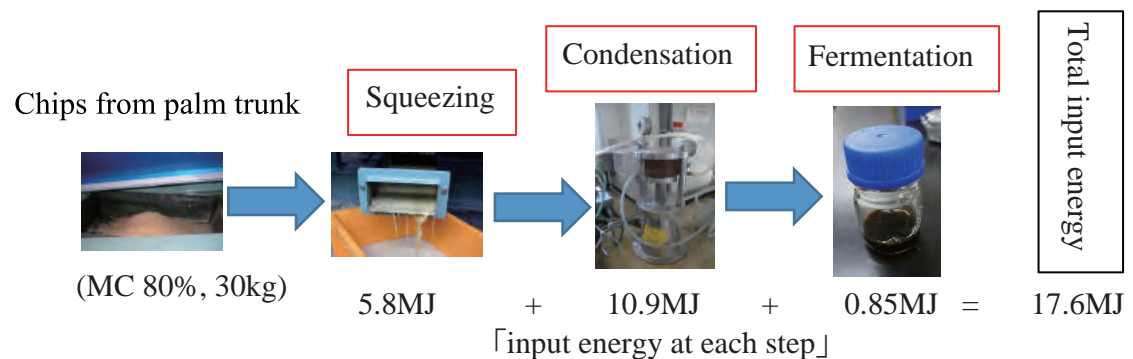 Chips from palm trunk
Squeezing
Condensation
Fermentation
Total input energy
(MC 80%, 30kg)
5.8MJ + 10.9MJ + 0.85MJ = 17.6MJ
「input energy at each step」